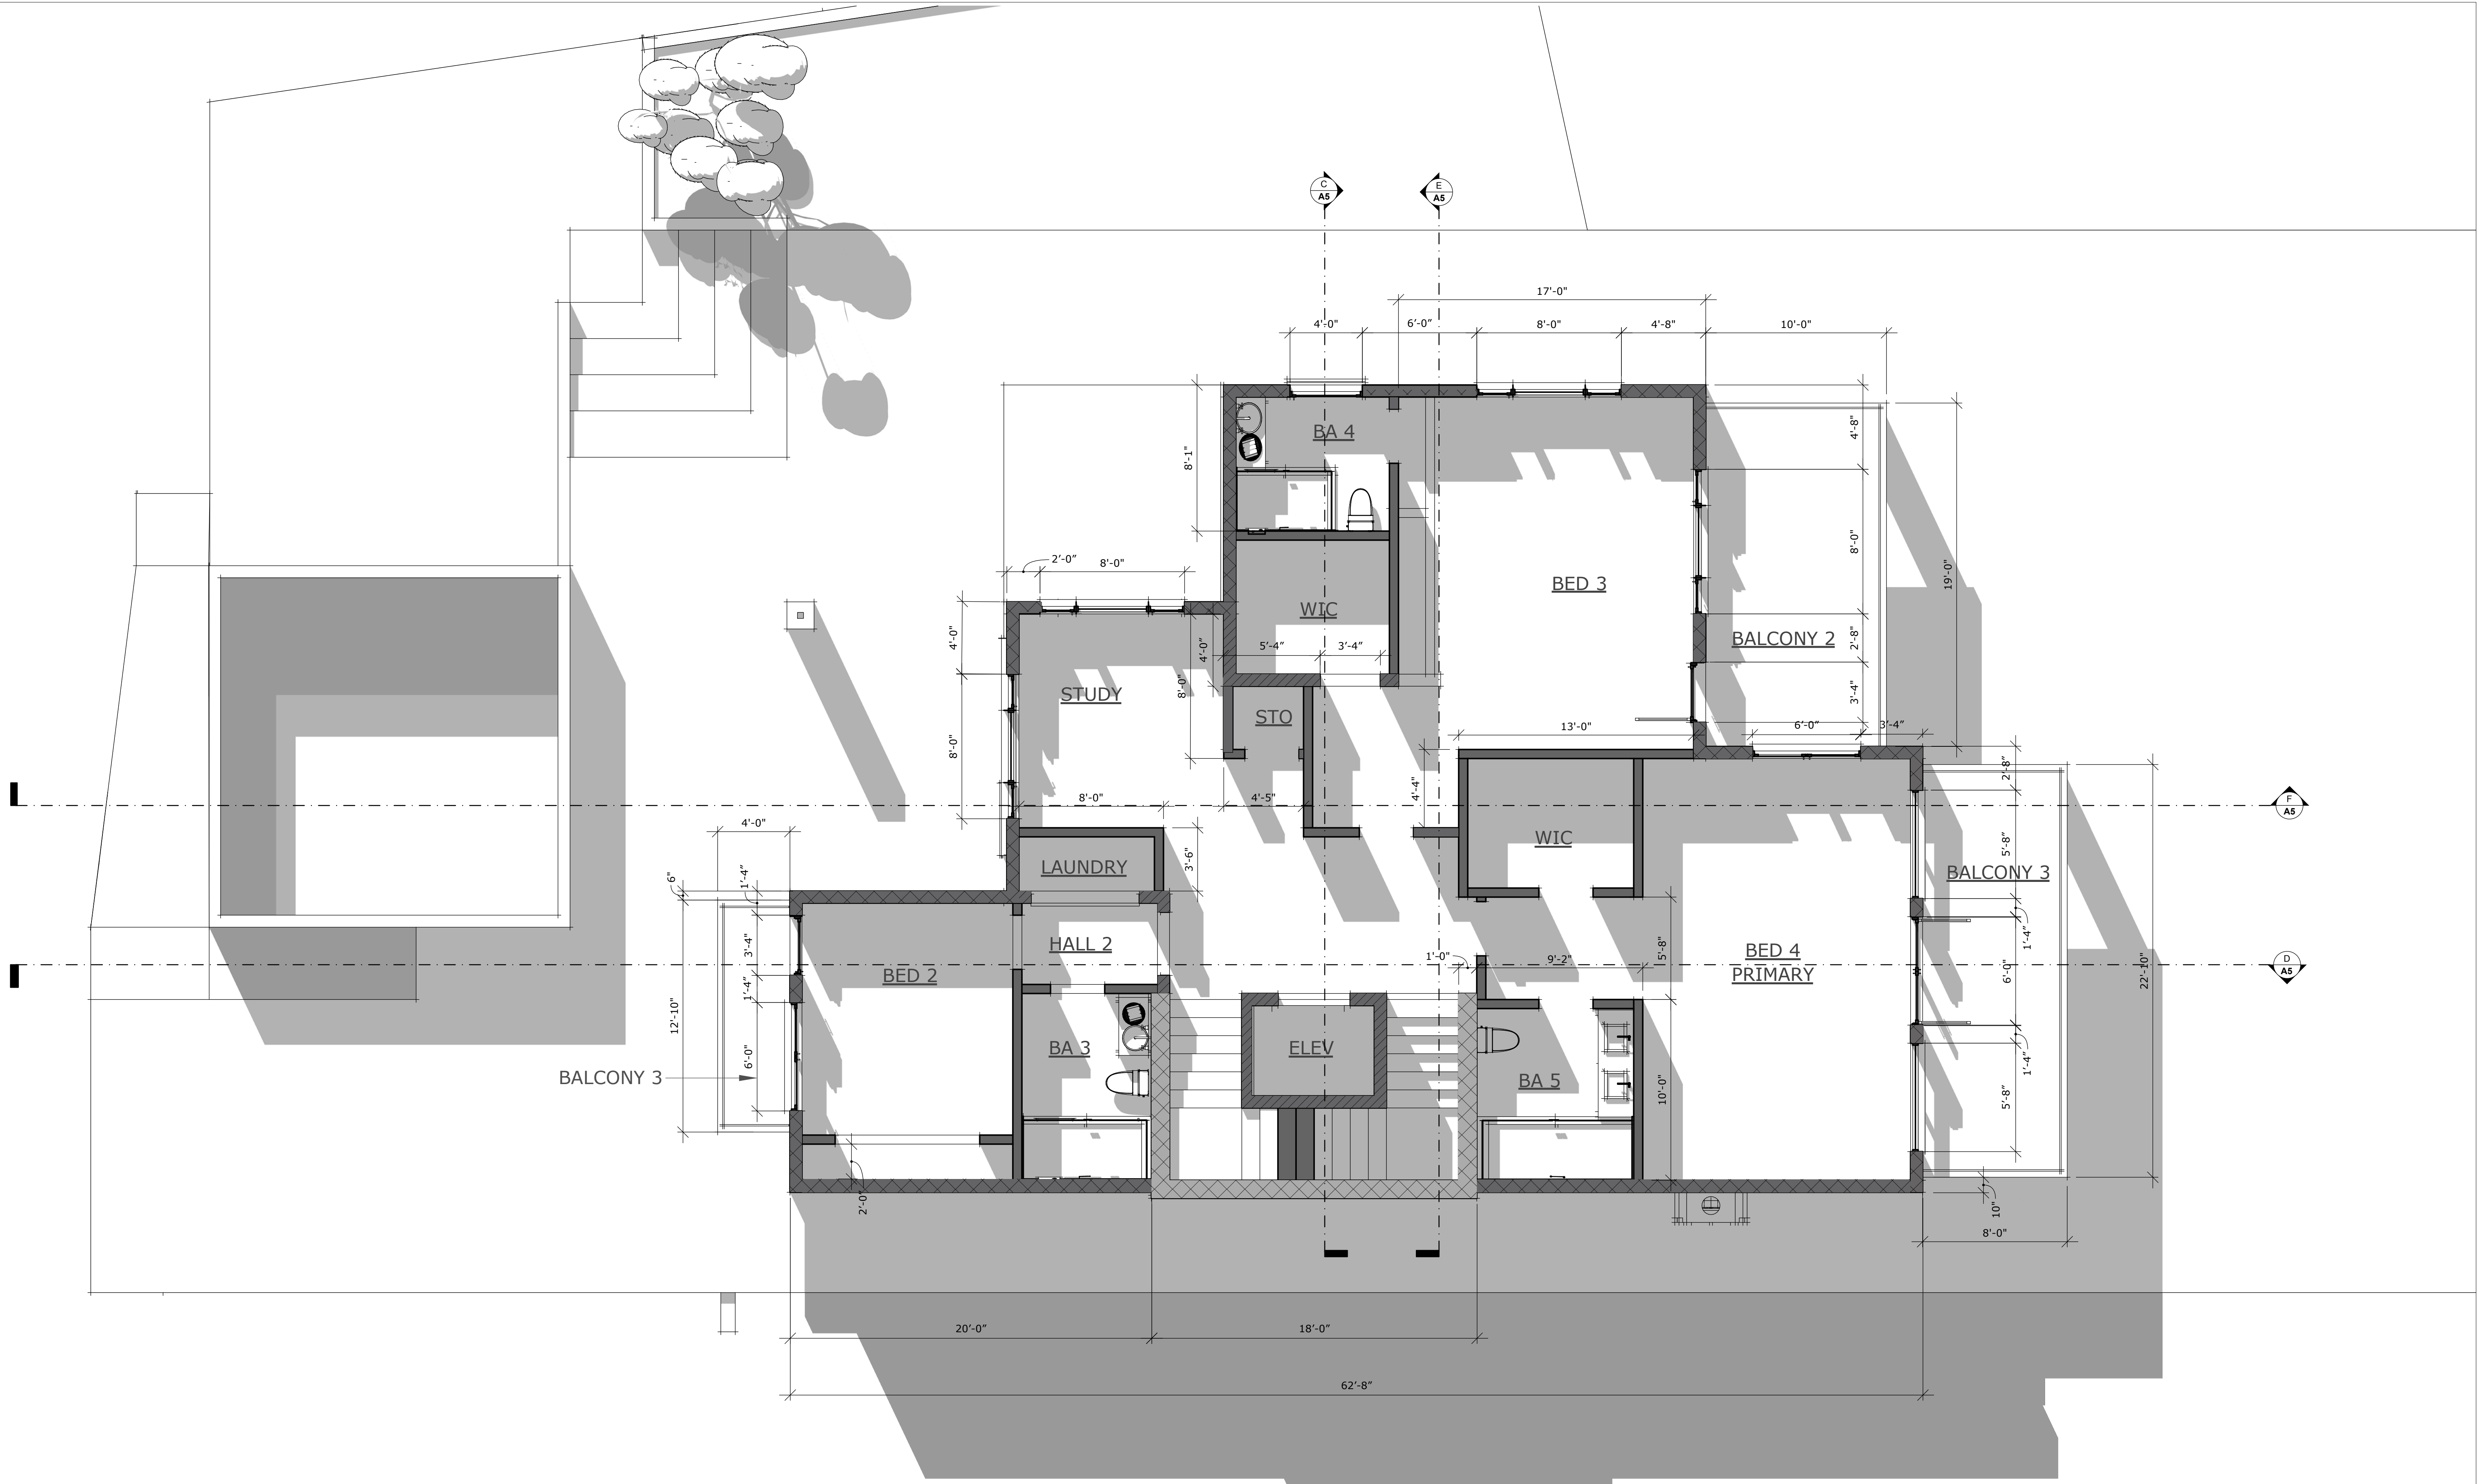 C
A5
E
A5
17'-0"
4'-0"
6'-0"
8'-0"
4'-8"
10'-0"
BA 4
8'-1"
4'-8"
8'-0"
19'-0"
2'-0"
8'-0"
BED 3
WIC
4'-0"
4'-0"
5'-4"
3'-4"
BALCONY 2
2'-8"
STUDY
8'-0"
3'-4"
STO
13'-0"
6'-0"
3'-4"
8'-0"
4'-4"
2'-8"
8'-0"
4'-5"
F
A5
4'-0"
WIC
5'-8"
LAUNDRY
3'-6"
BALCONY 3
6"
1'-4"
HALL 2
1'-4"
3'-4"
BED 2
1'-0"
9'-2"
5'-8"
BED 4
PRIMARY
D
A5
6'-0"
22'-10"
1'-4"
12'-10"
BA 3
ELEV
6'-0"
BALCONY 3
BA 5
10'-0"
1'-4"
5'-8"
2'-0"
10"
8'-0"
20'-0"
18'-0"
62'-8"